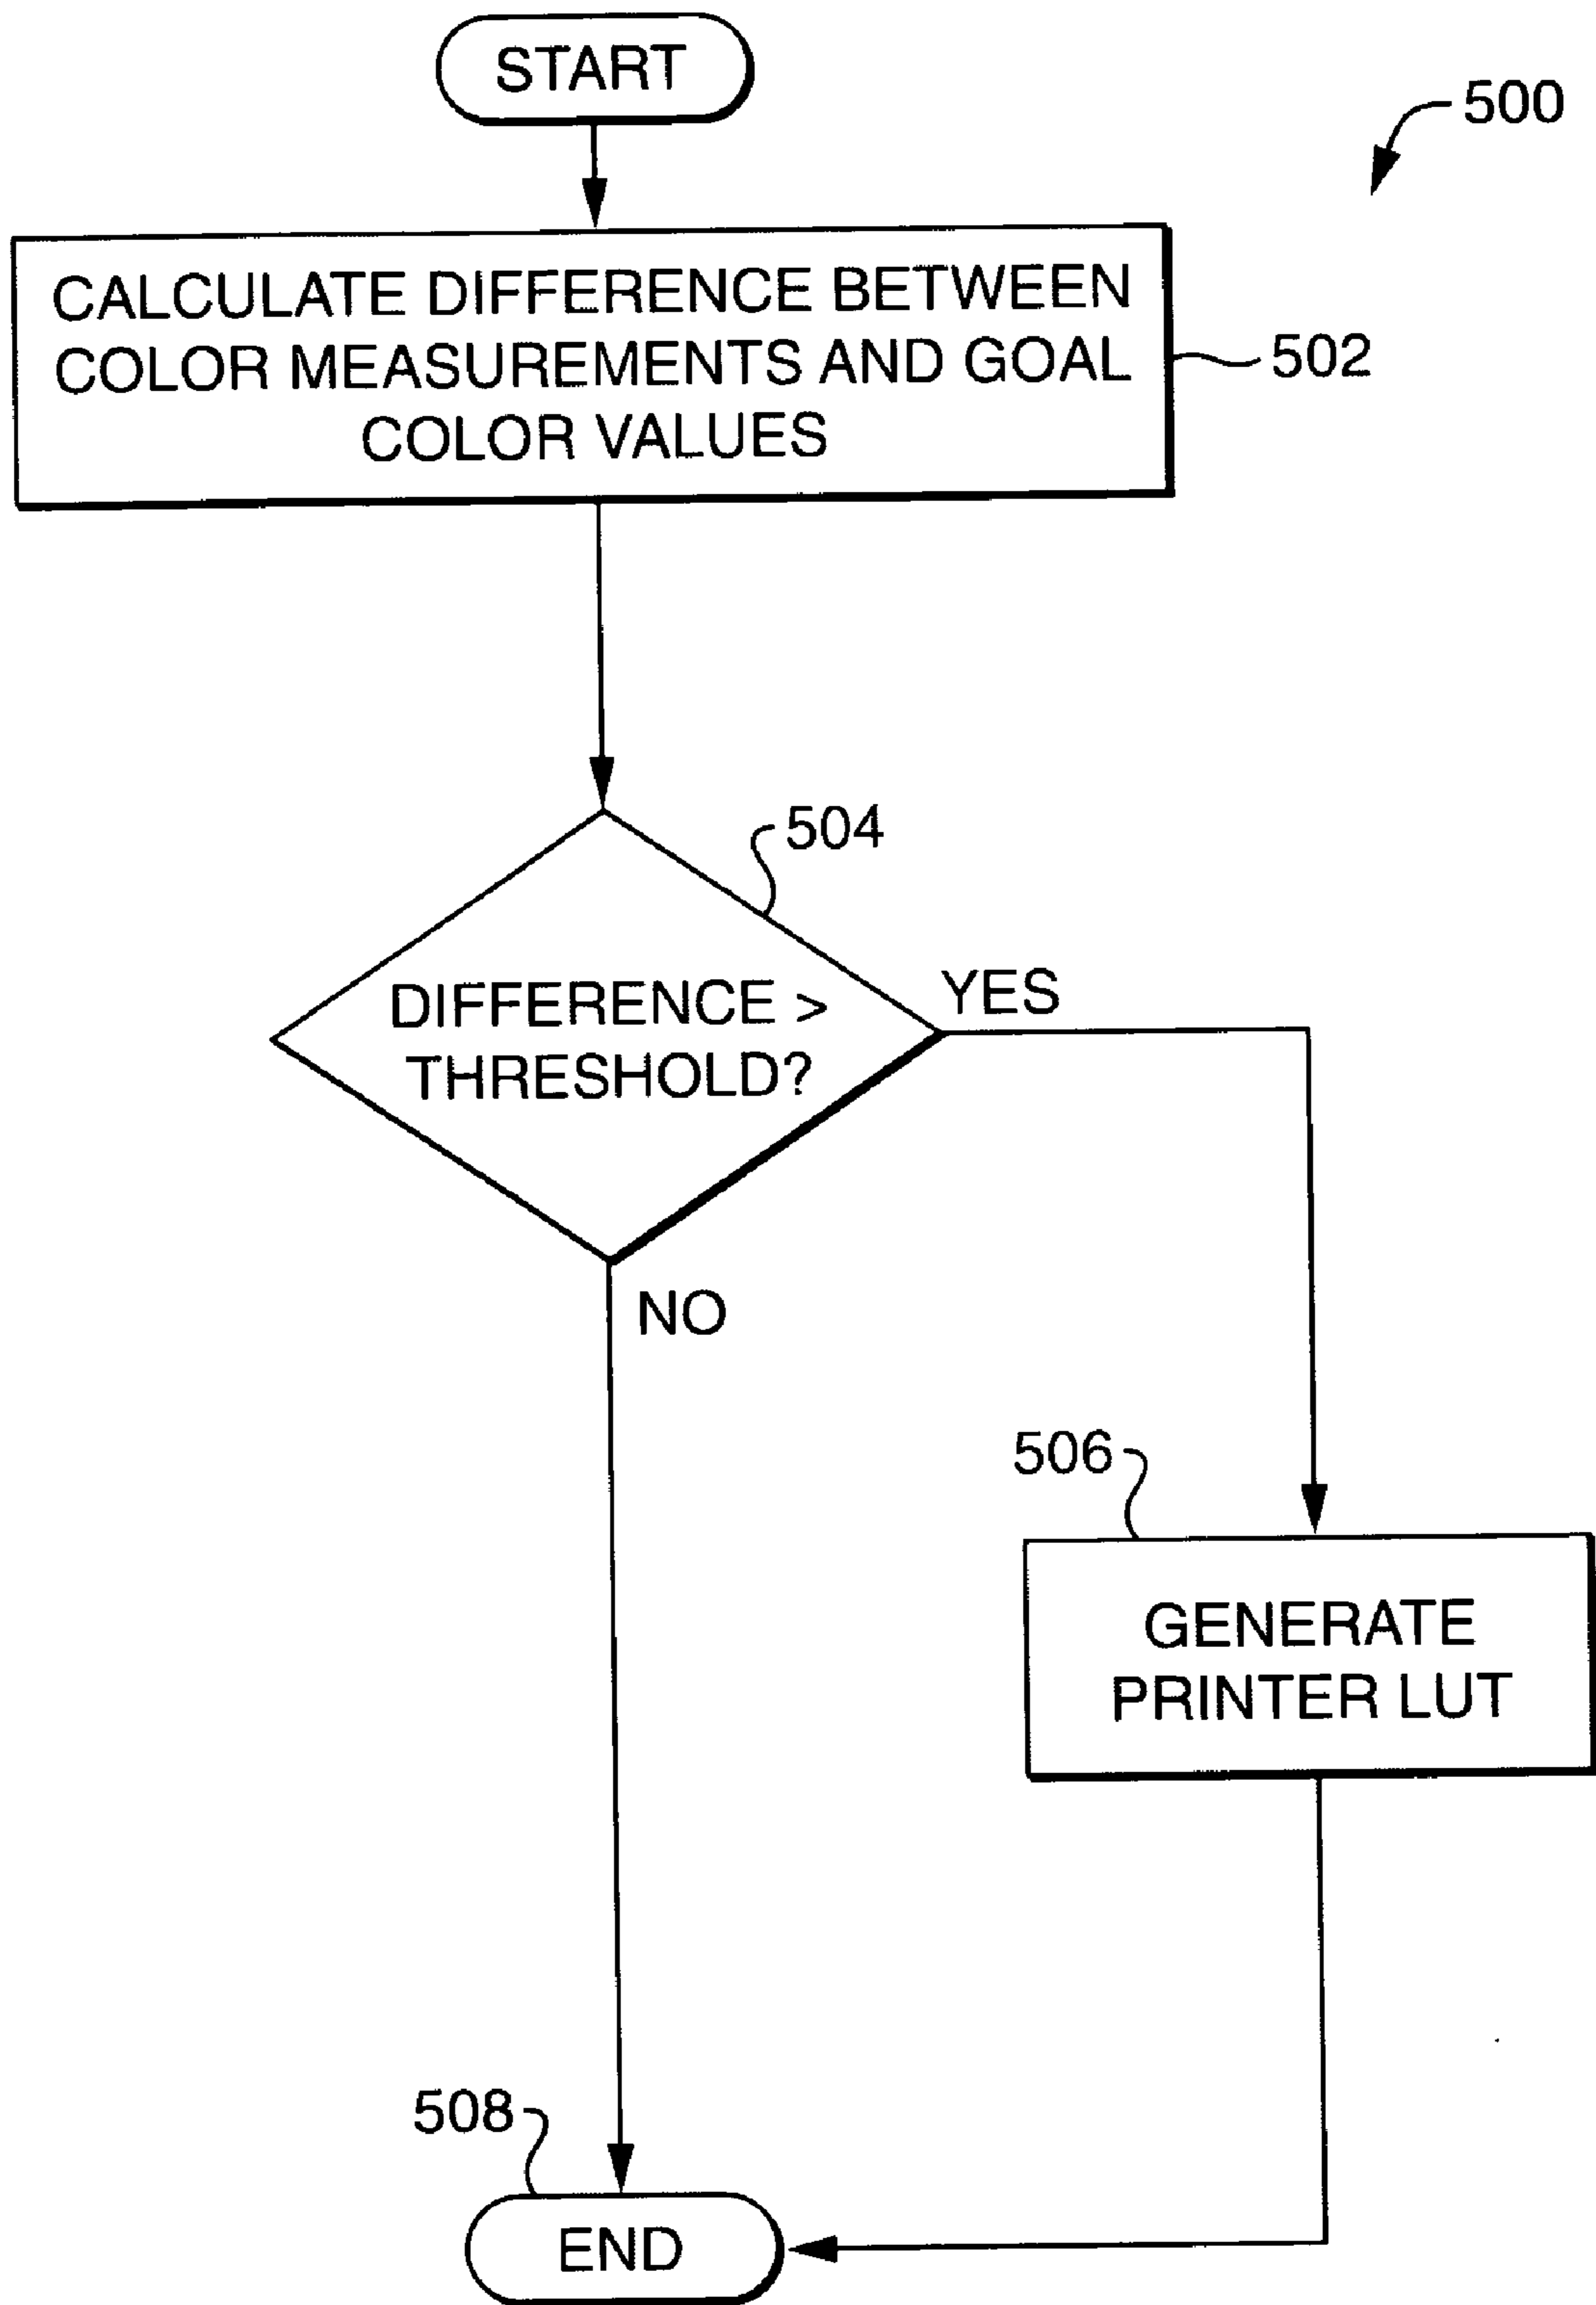 START
500
CALCULATE DIFFERENCE BETWEEN
COLOR MEASUREMENTS AND GOAL
COLOR VALUES
502
504
DIFFERENCE >
THRESHOLD?
YES
NO
506
GENERATE
PRINTER LUT
508
END